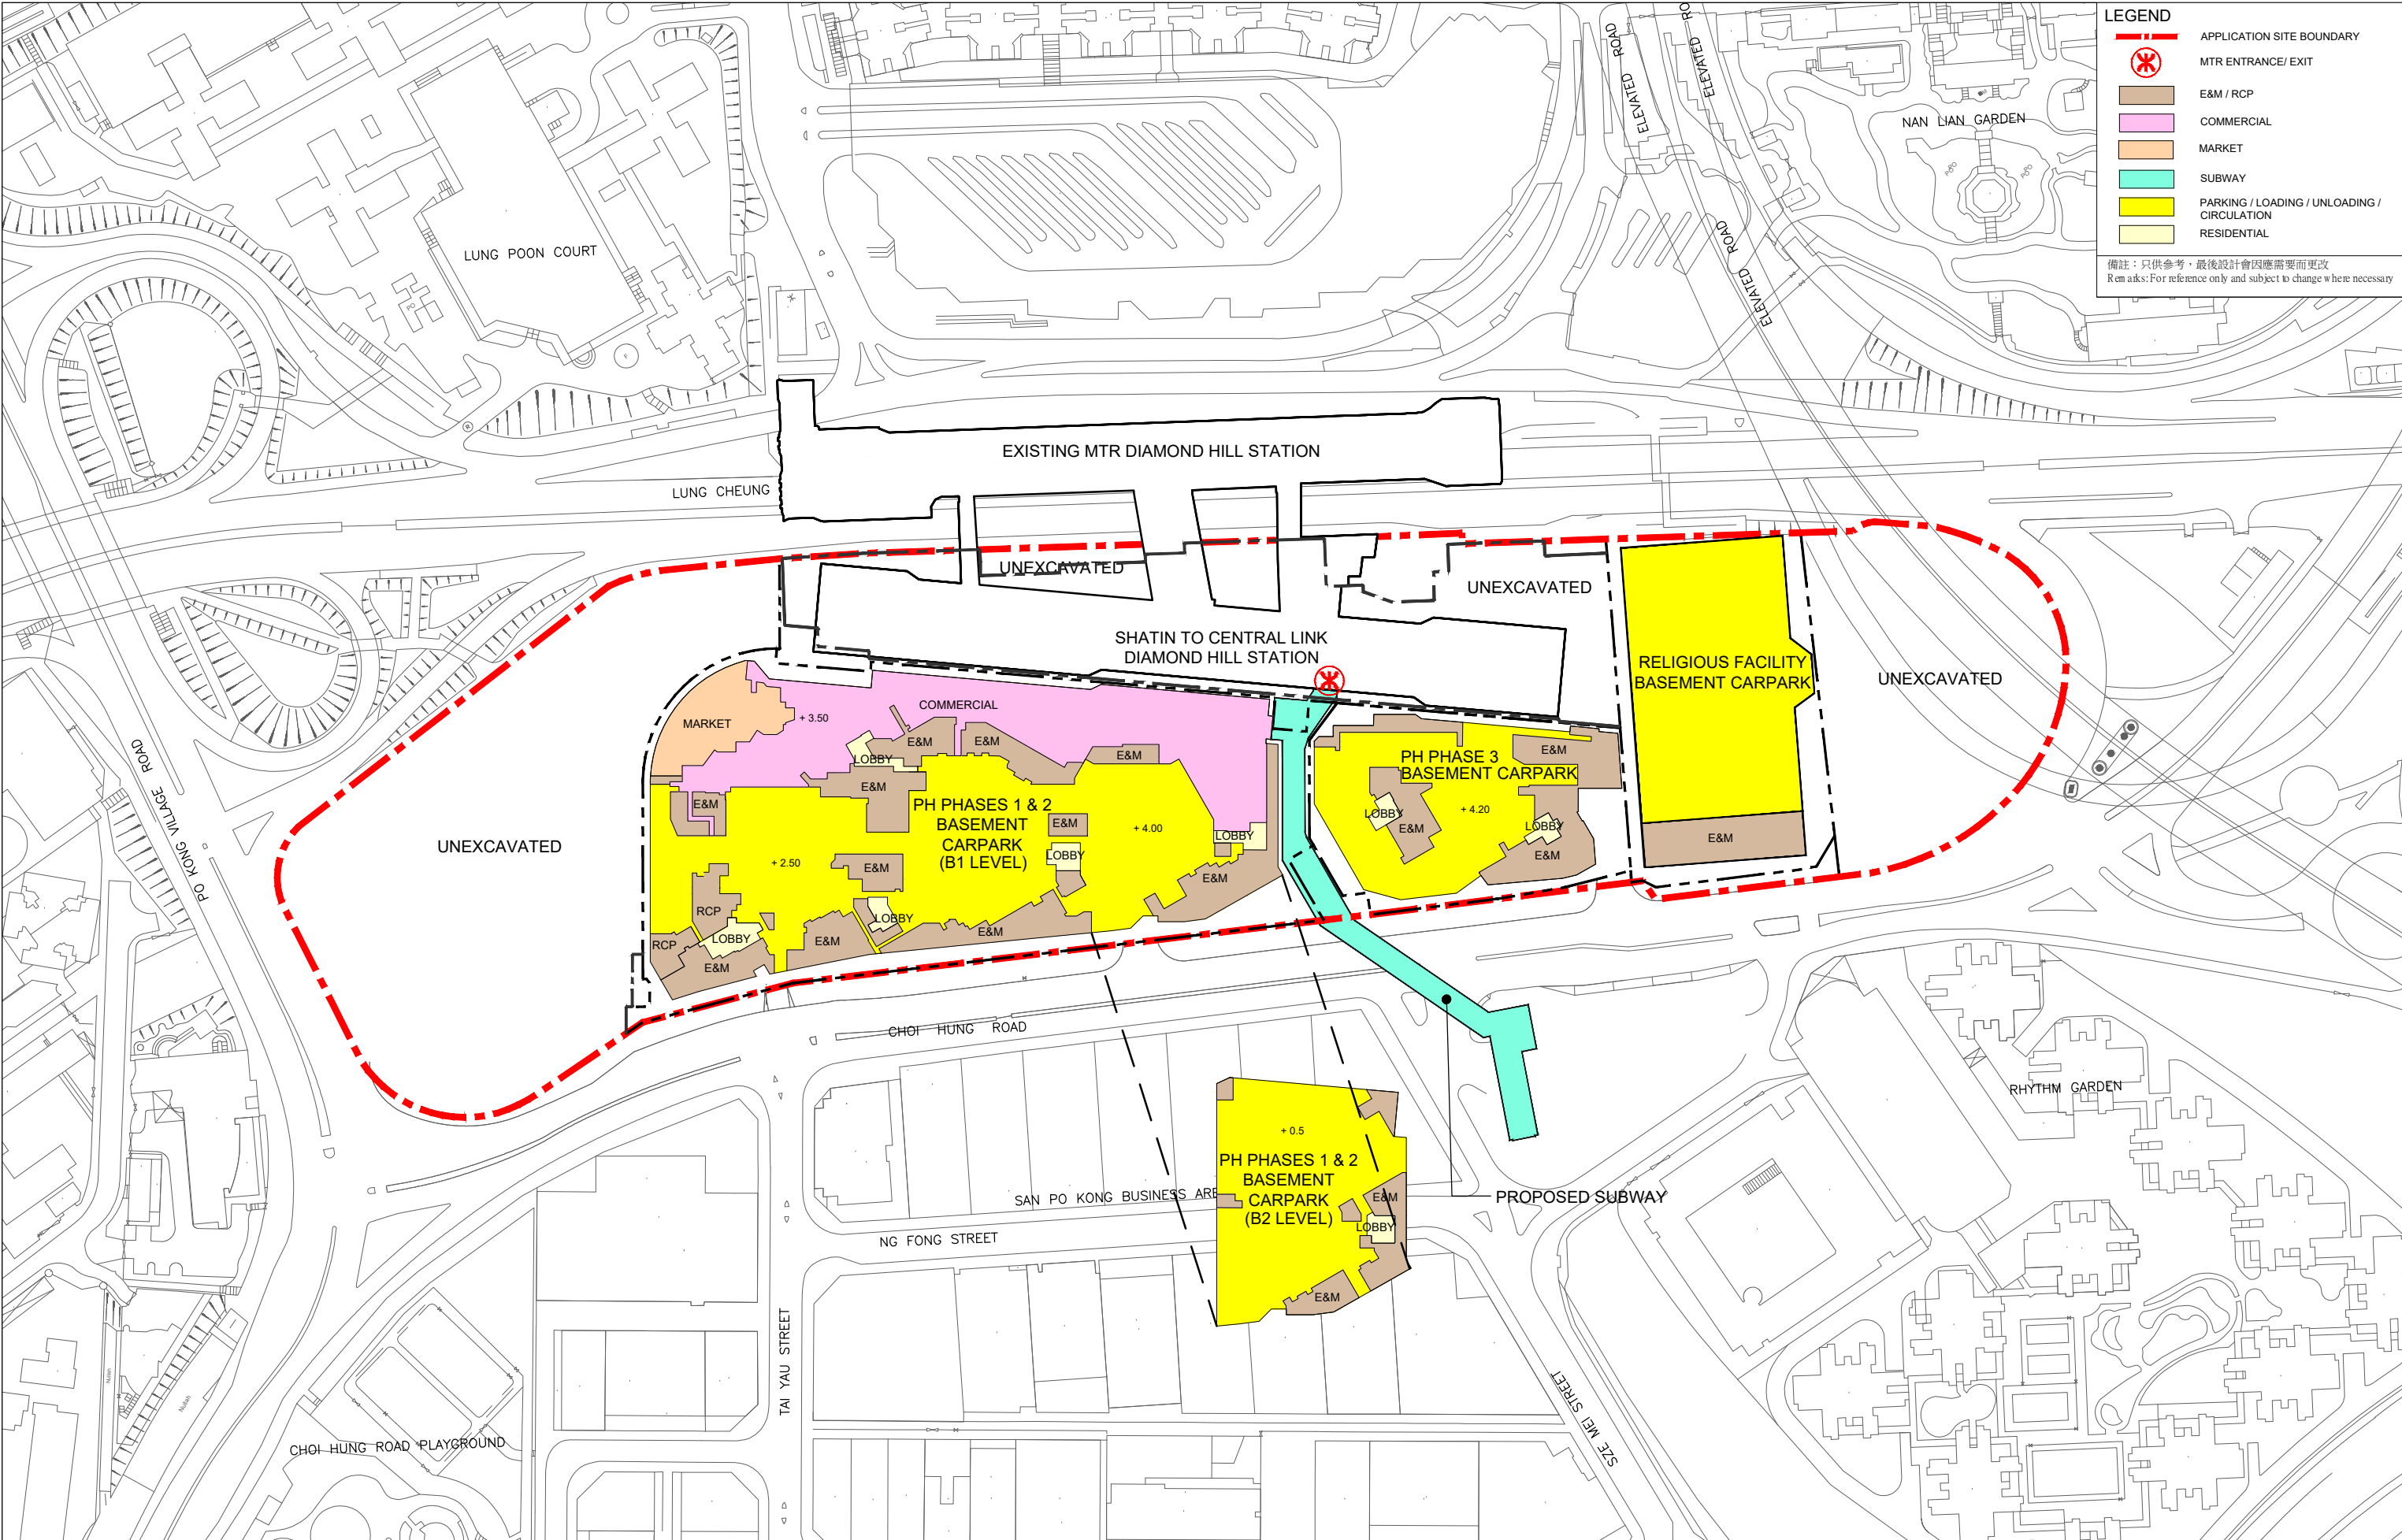 LEGEND
APPLICATION SITE BOUNDARY
MTR ENTRANCE/ EXIT
E&M / RCP
COMMERCIAL
MARKET
SUBWAY
PARKING / LOADING / UNLOADING /
CIRCULATION
RESIDENTIAL
備註：只供參考，最後設計會因應需要而更改
Remarks: For reference only and subject to change where necessary
ELEVATED ROAD
ELEVATED RO
ELEVATED ROAD
ELEVATED ROAD
NAN LIAN GARDEN
LUNG POON COURT
EXISTING MTR DIAMOND HILL STATION
LUNG CHEUNG
UNEXCAVATED
UNEXCAVATED
SHATIN TO CENTRAL LINK
DIAMOND HILL STATION
RELIGIOUS FACILITY
BASEMENT CARPARK
UNEXCAVATED
E&M
MARKET
+ 3.50
COMMERCIAL
E&M
E&M
E&M
LOBBY
E&M
E&M
PH PHASES 1 & 2
BASEMENT
CARPARK
(B1 LEVEL)
E&M
+ 4.00
LOBBY
LOBBY
+ 2.50
E&M
E&M
RCP
LOBBY
E&M
E&M
RCP
LOBBY
E&M
PH PHASE 3
BASEMENT CARPARK
E&M
LOBBY
+ 4.20
E&M
LOBBY
E&M
UNEXCAVATED
PO KONG VILLAGE ROAD
CHOI HUNG ROAD
RHYTHM GARDEN
+ 0.5
PH PHASES 1 & 2
BASEMENT
CARPARK
(B2 LEVEL)
E&M
LOBBY
E&M
PROPOSED SUBWAY
SAN PO KONG BUSINESS ARE
NG FONG STREET
TAI YAU STREET
SZE MEI STREET
CHOI HUNG ROAD PLAYGROUND
Nullah
Nullah